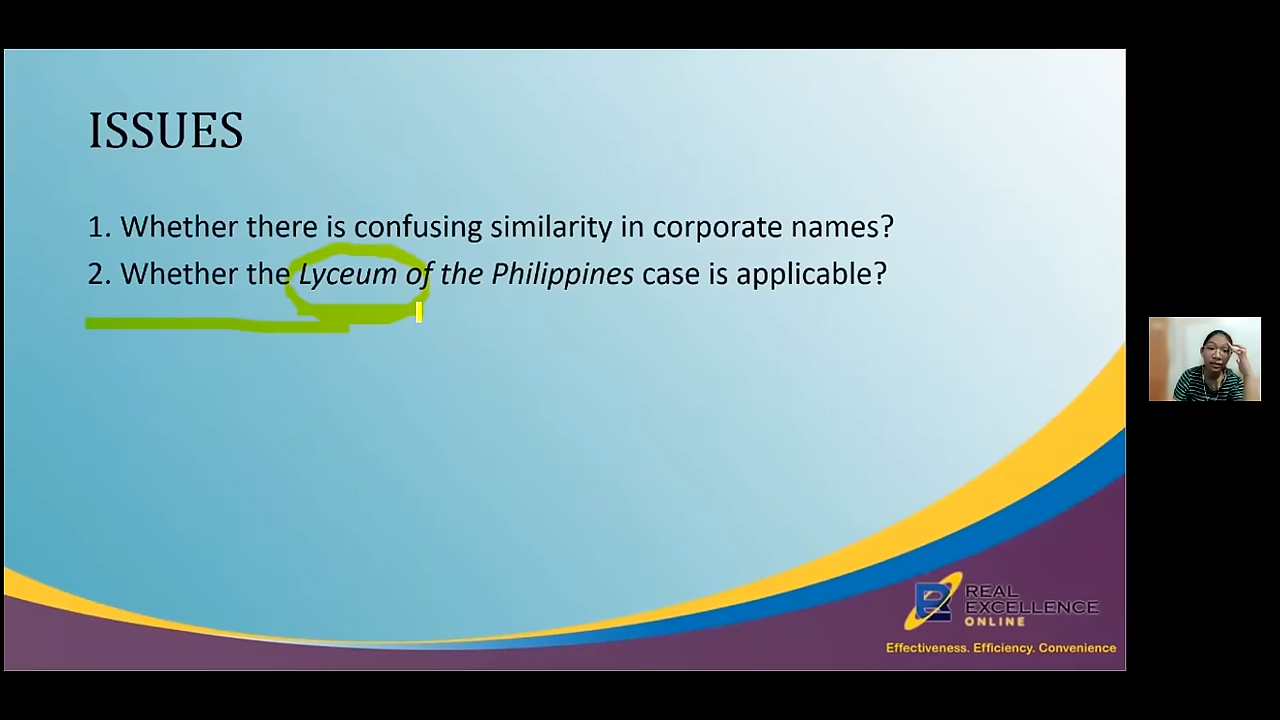 ISSUES
1. Whether there is confusing similarity in corporate names?
2. Whether the Lyceum of the Philippines case is applicable?
REAL
EXCELLENCE
ONLINE
Effectiveness. Efficiency. Convenience